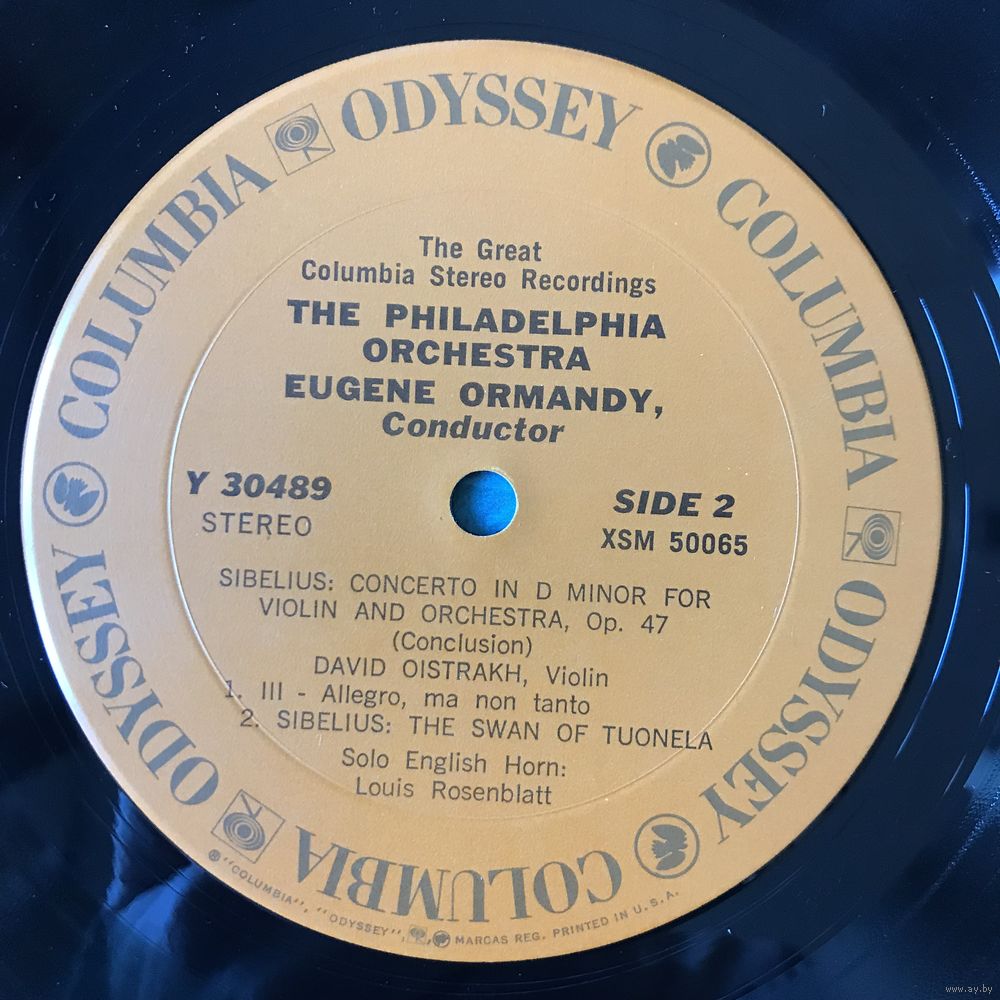 COLUMBIA ODYSSEY COLUMBIA ODYSSEY COLUMBIA ODYSSEY
The Great
Columbia Stereo Recordings
THE PHILADELPHIA
ORCHESTRA
EUGENE ORMANDY,
Conductor
Y 30489
STEREO
SIDE 2
XSM 50065
SIBELIUS: CONCERTO IN D MINOR FOR
VIOLIN AND ORCHESTRA, Op. 47
(Conclusion)
DAVID OISTRAKH, Violin
1. III - Allegro, ma non tanto
2. SIBELIUS: THE SWAN OF TUONELA
Solo English Horn:
Louis Rosenblatt
® "COLUMBIA", "ODYSSEY", , MARCAS REG. PRINTED IN U.S.A.
www.ay.by